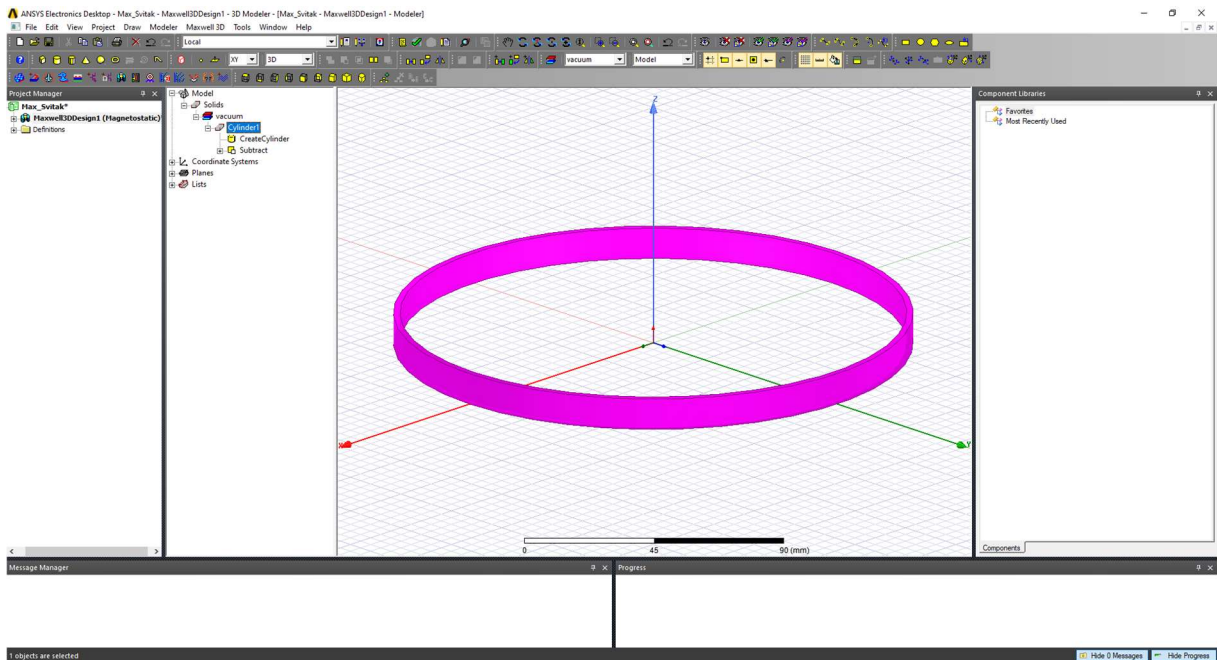 ANSYS Electronics Desktop - Max_Svitak - Maxwell3DDesign1 - 3D Modeler - [Max_Svitak - Maxwell3DDesign1 - Modeler]
File Edit View Project Draw Modeler Maxwell 3D Tools Window Help
Local
XY 3D vacuum Model
Project Manager
Max_Svitak*
Maxwell3DDesign1 (Magnetostatic)
Definitions
Model
Solids
vacuum
Cylinder1
CreateCylinder
Subtract
Coordinate Systems
Planes
Lists
Z
X
Y
0 45 90 (mm)
Component Libraries
Favorites
Most Recently Used
Components
Message Manager
Progress
1 objects are selected
Hide 0 Messages
Hide Progress